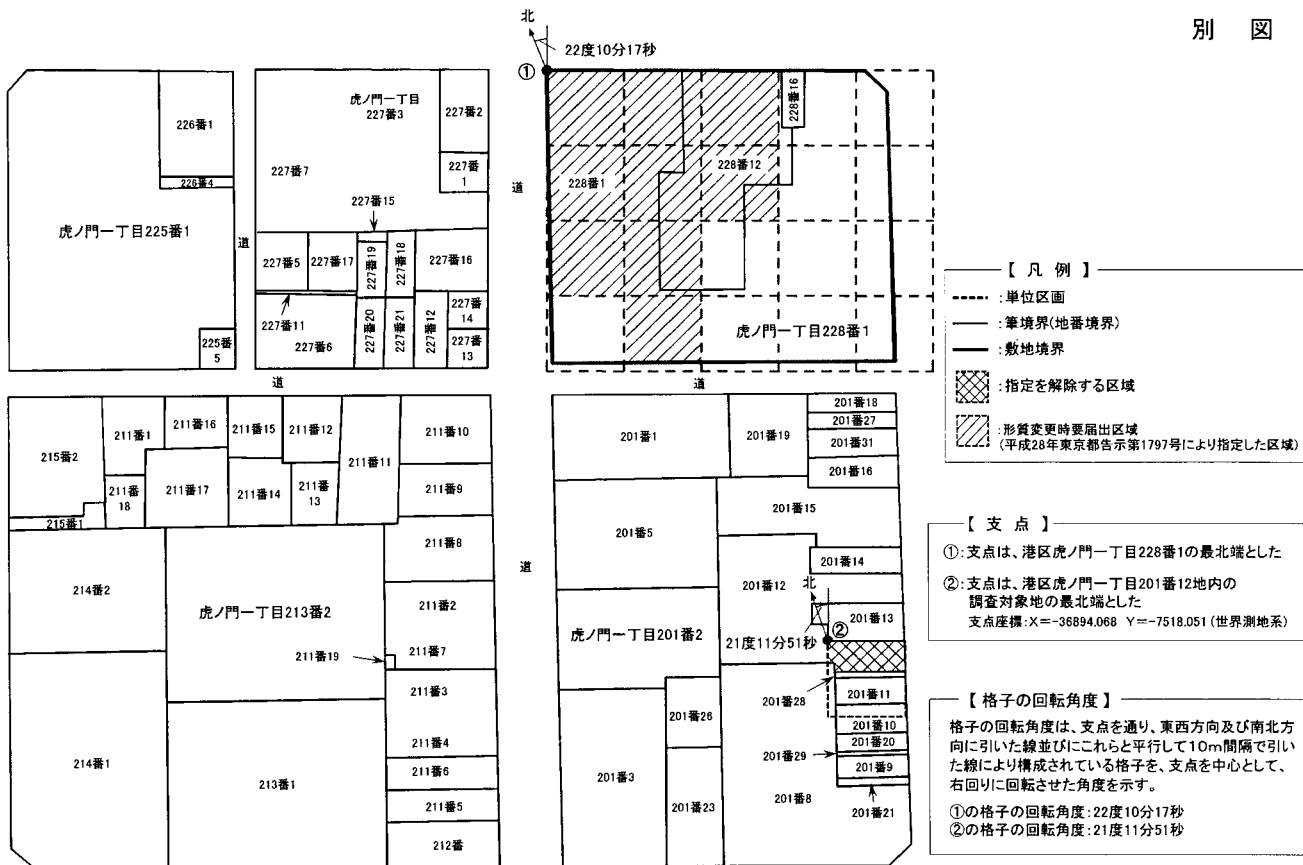 別　図
北
22度10分17秒
①
226番1
226番4
虎ノ門一丁目225番1
225番
5
道
虎ノ門一丁目
227番3
227番2
227番
1
227番7
227番15
227番5
227番17
227番19
227番18
227番16
227番11
227番6
227番20
227番21
227番12
227番
14
227番
13
道
道
228番16
228番12
228番1
虎ノ門一丁目228番1
道
【 凡 例 】
:単位区画
:筆境界(地番境界)
:敷地境界
:指定を解除する区域
:形質変更時要届出区域
(平成28年東京都告示第1797号により指定した区域)
215番2
211番1
211番16
211番15
211番12
211番11
211番10
211番
18
211番17
211番14
211番
13
211番9
215番1
211番8
214番2
虎ノ門一丁目213番2
211番2
211番19
211番7
211番3
214番1
213番1
211番4
211番6
211番5
212番
道
201番1
201番19
201番18
201番27
201番31
201番16
201番5
201番15
201番12
201番14
北
201番13
②
虎ノ門一丁目201番2
21度11分51秒
201番28
201番11
201番26
201番10
201番20
201番29
201番9
201番3
201番23
201番8
201番21
【 支 点 】
①:支点は、港区虎ノ門一丁目228番1の最北端とした
②:支点は、港区虎ノ門一丁目201番12地内の
調査対象地の最北端とした
支点座標:X=-36894.068 Y=-7518.051(世界測地系)
【 格子の回転角度 】
格子の回転角度は、支点を通り、東西方向及び南北方
向に引いた線並びにこれらと平行して10m間隔で引い
た線により構成されている格子を、支点を中心として、
右回りに回転させた角度を示す。
①の格子の回転角度:22度10分17秒
②の格子の回転角度:21度11分51秒